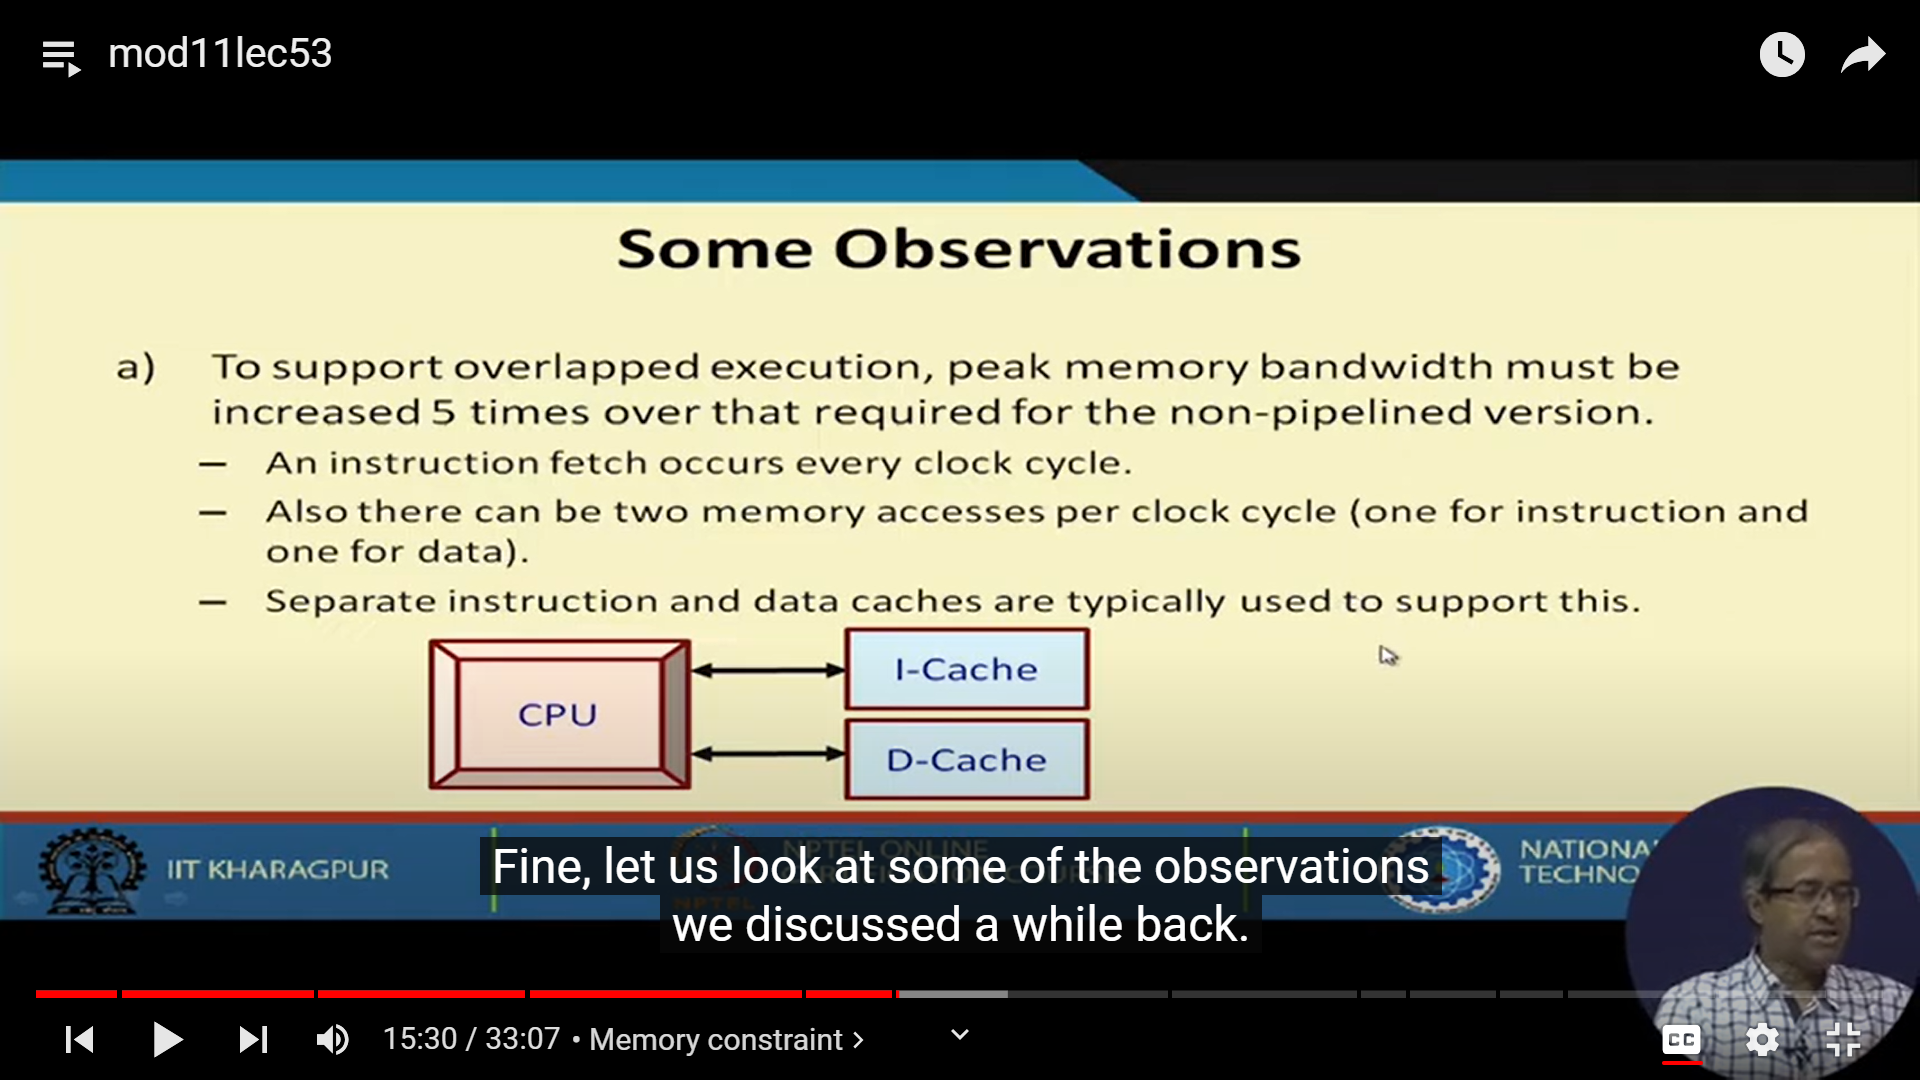 mod11lec53
Some Observations
a) To support overlapped execution, peak memory bandwidth must be
increased 5 times over that required for the non-pipelined version.
– An instruction fetch occurs every clock cycle.
– Also there can be two memory accesses per clock cycle (one for instruction and
one for data).
– Separate instruction and data caches are typically used to support this.
CPU
I-Cache
D-Cache
IIT KHARAGPUR
NPTEL ONLINE
NPTEL
NATIONAL
TECHNO
Fine, let us look at some of the observations
we discussed a while back.
15:30 / 33:07 • Memory constraint >
CC